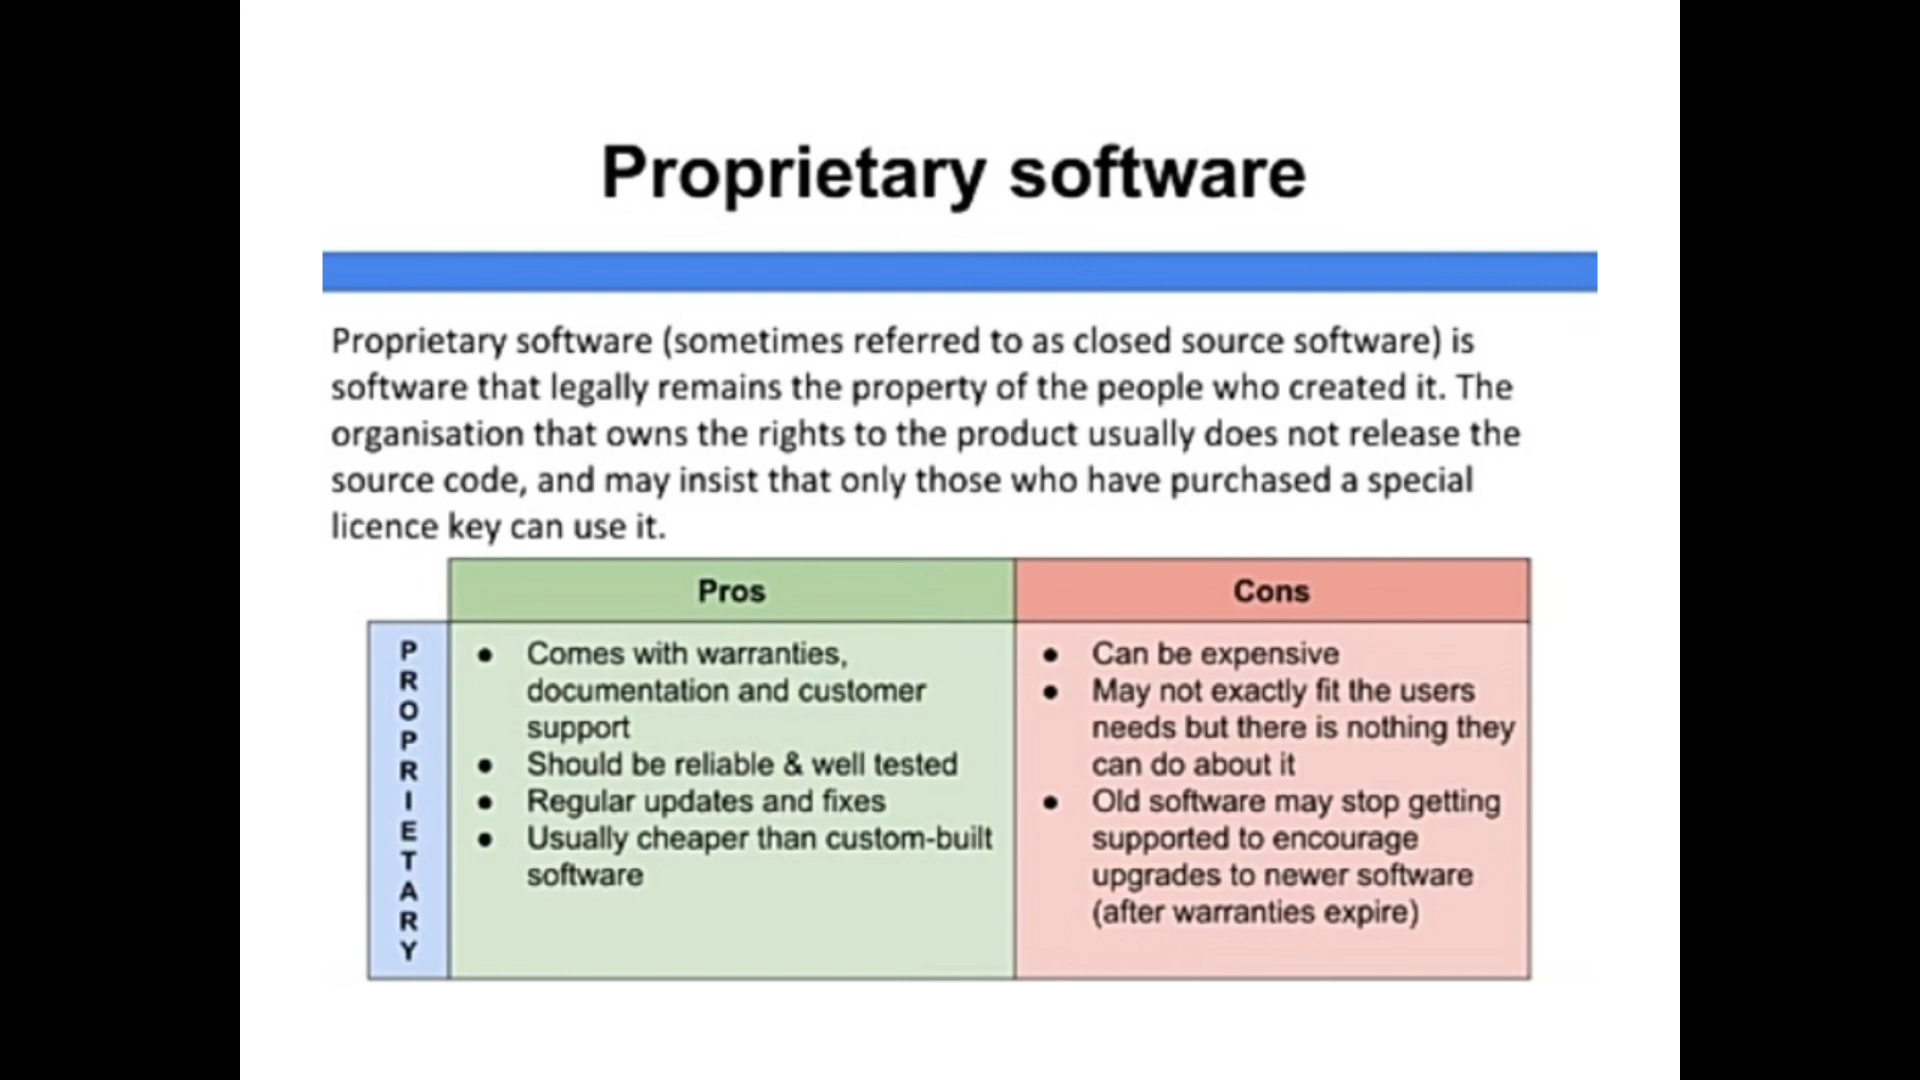 Proprietary software
Proprietary software (sometimes referred to as closed source software) is
software that legally remains the property of the people who created it. The
organisation that owns the rights to the product usually does not release the
source code, and may insist that only those who have purchased a special
licence key can use it.
Pros
Cons
PROPRIETARY
● Comes with warranties,
documentation and customer
support
● Should be reliable & well tested
● Regular updates and fixes
● Usually cheaper than custom-built
software
● Can be expensive
● May not exactly fit the users
needs but there is nothing they
can do about it
● Old software may stop getting
supported to encourage
upgrades to newer software
(after warranties expire)